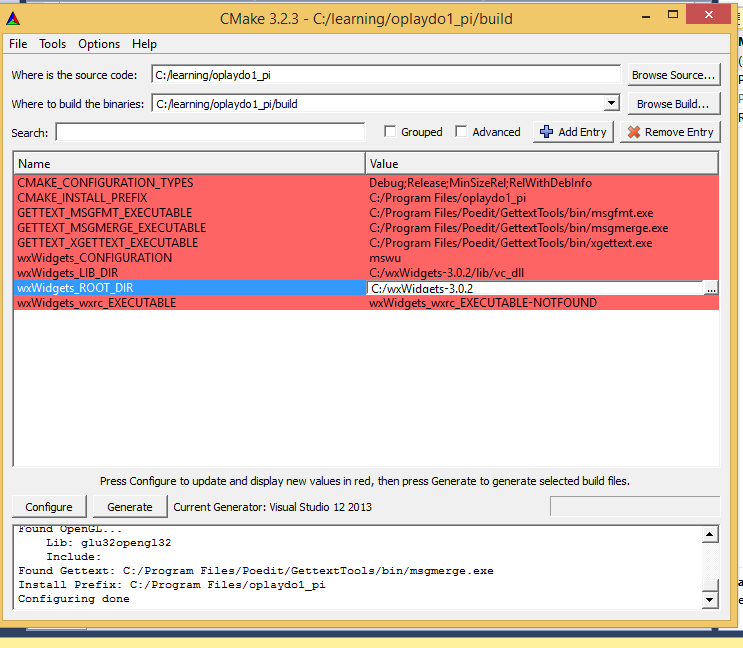 CMake 3.2.3 - C:/learning/oplaydo1_pi/build
File Tools Options Help
Where is the source code: C:/learning/oplaydo1_pi Browse Source...
Where to build the binaries: C:/learning/oplaydo1_pi/build Browse Build...
Search: Grouped Advanced Add Entry Remove Entry
Name Value
CMAKE_CONFIGURATION_TYPES Debug;Release;MinSizeRel;RelWithDebInfo
CMAKE_INSTALL_PREFIX C:/Program Files/oplaydo1_pi
GETTEXT_MSGFMT_EXECUTABLE C:/Program Files/Poedit/GettextTools/bin/msgfmt.exe
GETTEXT_MSGMERGE_EXECUTABLE C:/Program Files/Poedit/GettextTools/bin/msgmerge.exe
GETTEXT_XGETTEXT_EXECUTABLE C:/Program Files/Poedit/GettextTools/bin/xgettext.exe
wxWidgets_CONFIGURATION mswu
wxWidgets_LIB_DIR C:/wxWidgets-3.0.2/lib/vc_dll
wxWidgets_ROOT_DIR C:/wxWidgets-3.0.2 ...
wxWidgets_wxrc_EXECUTABLE wxWidgets_wxrc_EXECUTABLE-NOTFOUND
Press Configure to update and display new values in red, then press Generate to generate selected build files.
Configure Generate Current Generator: Visual Studio 12 2013
Found OpenGL...
Lib: glu32opengl32
Include:
Found Gettext: C:/Program Files/Poedit/GettextTools/bin/msgmerge.exe
Install Prefix: C:/Program Files/oplaydo1_pi
Configuring done